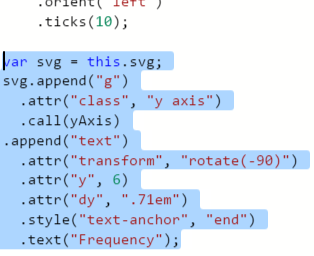 .orient("left")
.ticks(10);
var svg = this.svg;
svg.append("g")
.attr("class", "y axis")
.call(yAxis)
.append("text")
.attr("transform", "rotate(-90)")
.attr("y", 6)
.attr("dy", ".71em")
.style("text-anchor", "end")
.text("Frequency");